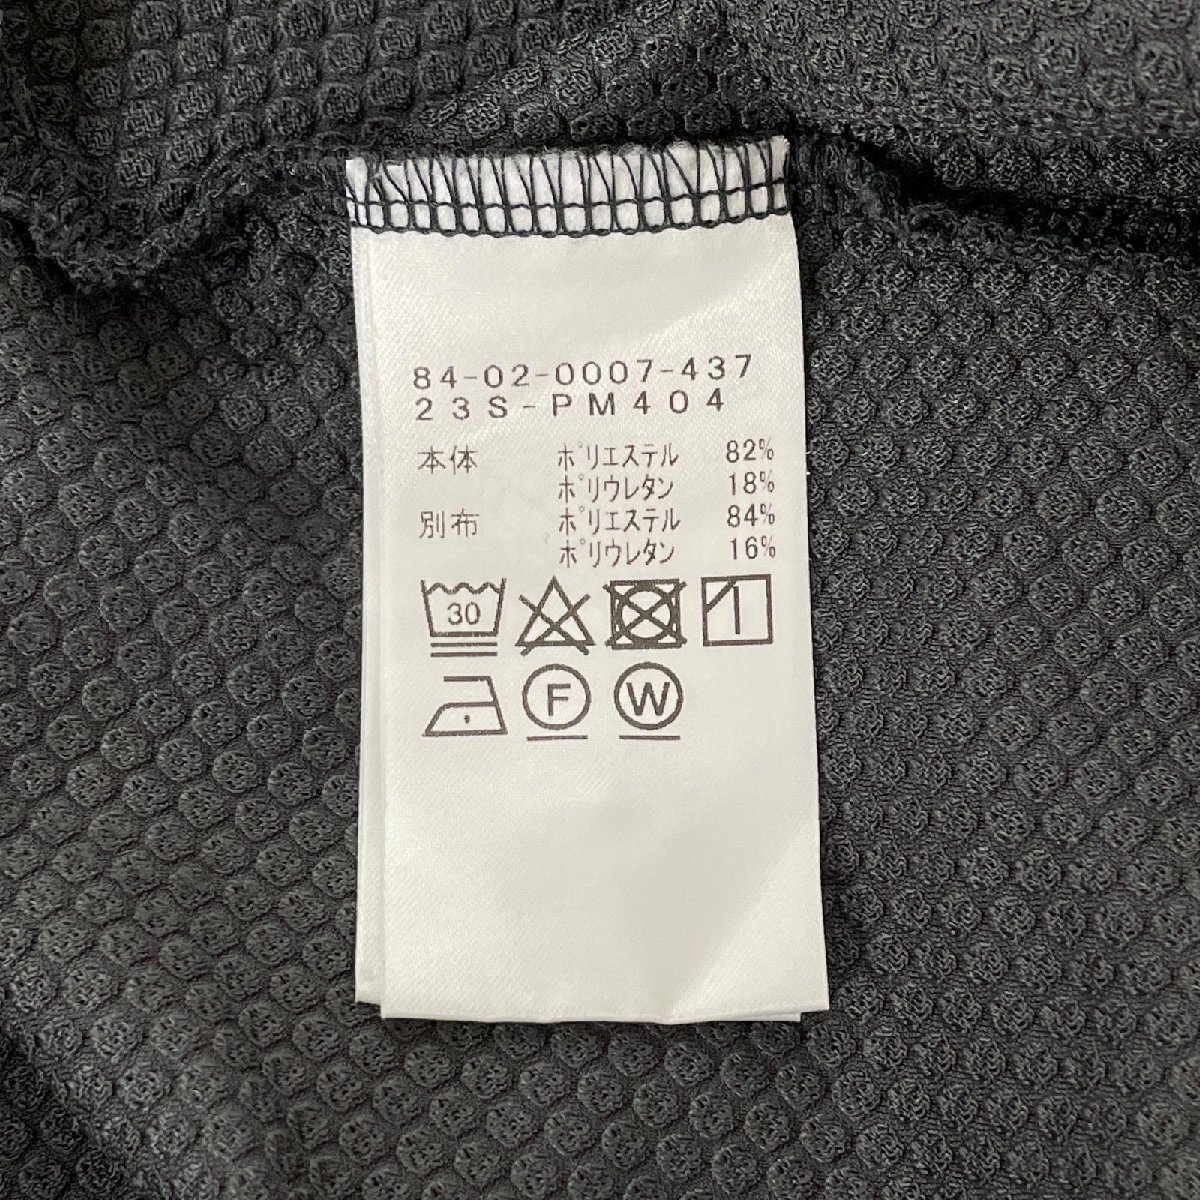 84-02-0007-437
23S-PM404
本体 ポリエステル 82%
ポリウレタン 18%
別布 ポリエステル 84%
ポリウレタン 16%
30
F W